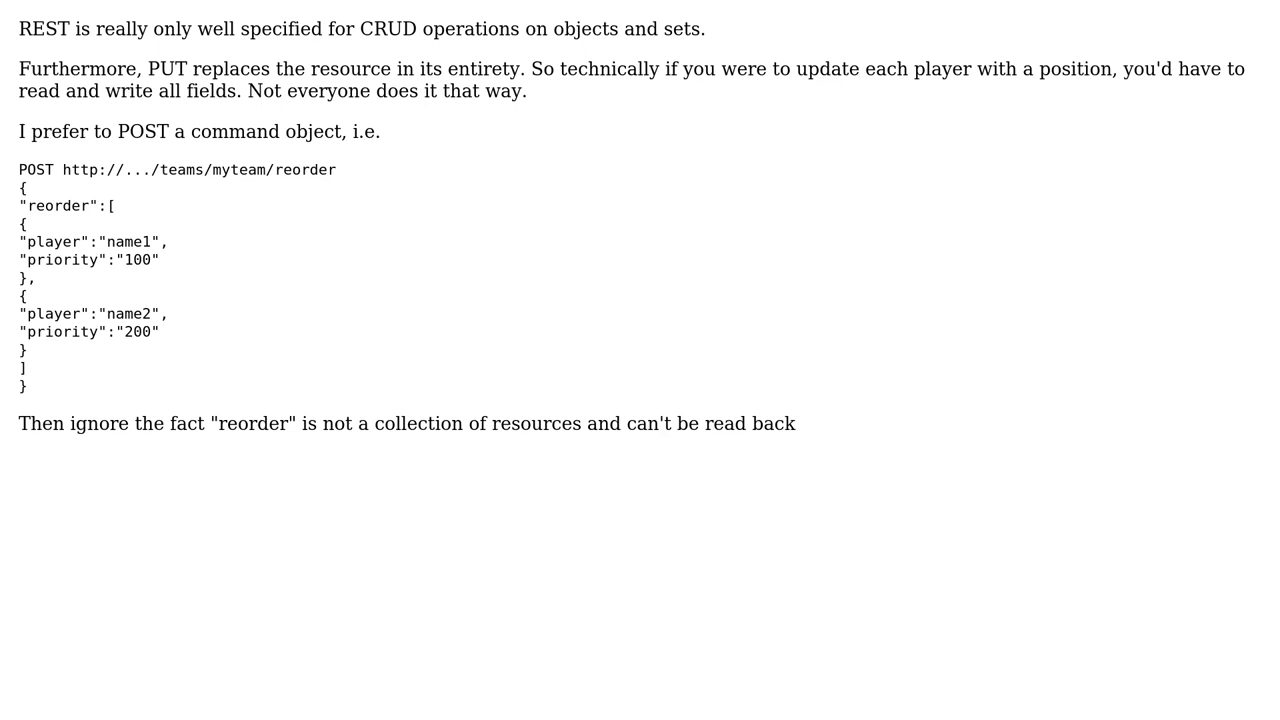 REST is really only well specified for CRUD operations on objects and sets.
Furthermore, PUT replaces the resource in its entirety. So technically if you were to update each player with a position, you'd have to
read and write all fields. Not everyone does it that way.
I prefer to POST a command object, i.e.
POST http://.../teams/myteam/reorder
{
"reorder":[
{
"player":"name1",
"priority":"100"
},
{
"player":"name2",
"priority":"200"
}
]
}
Then ignore the fact "reorder" is not a collection of resources and can't be read back